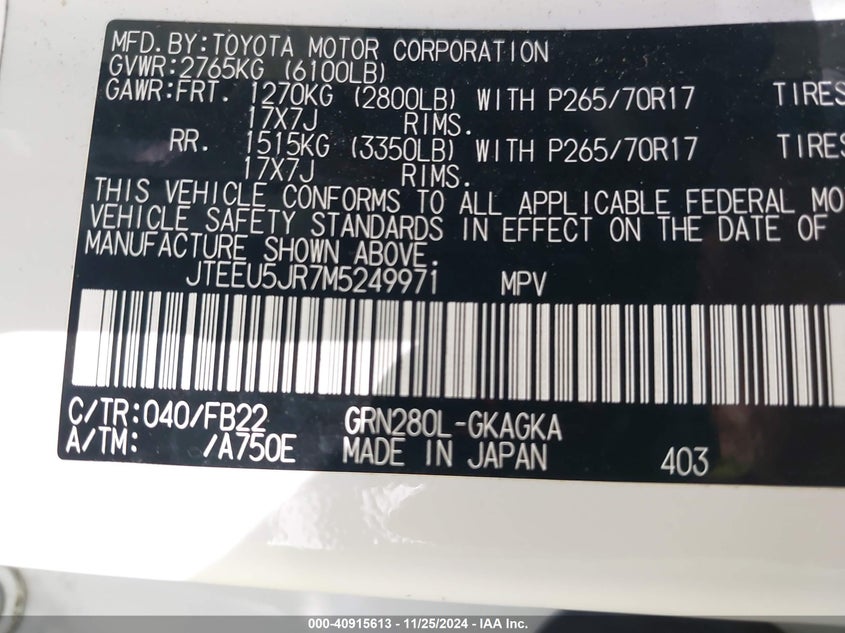 MFD.BY:TOYOTA MOTOR CORPORATION
GVWR:2765KG (6100LB)
GAWR:FRT. 1270KG (2800LB) WITH P265/70R17 TIRES
17X7J RIMS.
RR. 1515KG (3350LB) WITH P265/70R17 TIRES
17X7J RIMS.
THIS VEHICLE CONFORMS TO ALL APPLICABLE FEDERAL MO
VEHICLE SAFETY STANDARDS IN EFFECT ON THE DATE OF
MANUFACTURE SHOWN ABOVE.
JTEEU5JR7M5249971 MPV
C/TR:040/FB22 GRN280L-GKAGKA
A/TM: /A750E MADE IN JAPAN 403
000-40915613 - 11/25/2024 - IAA Inc.